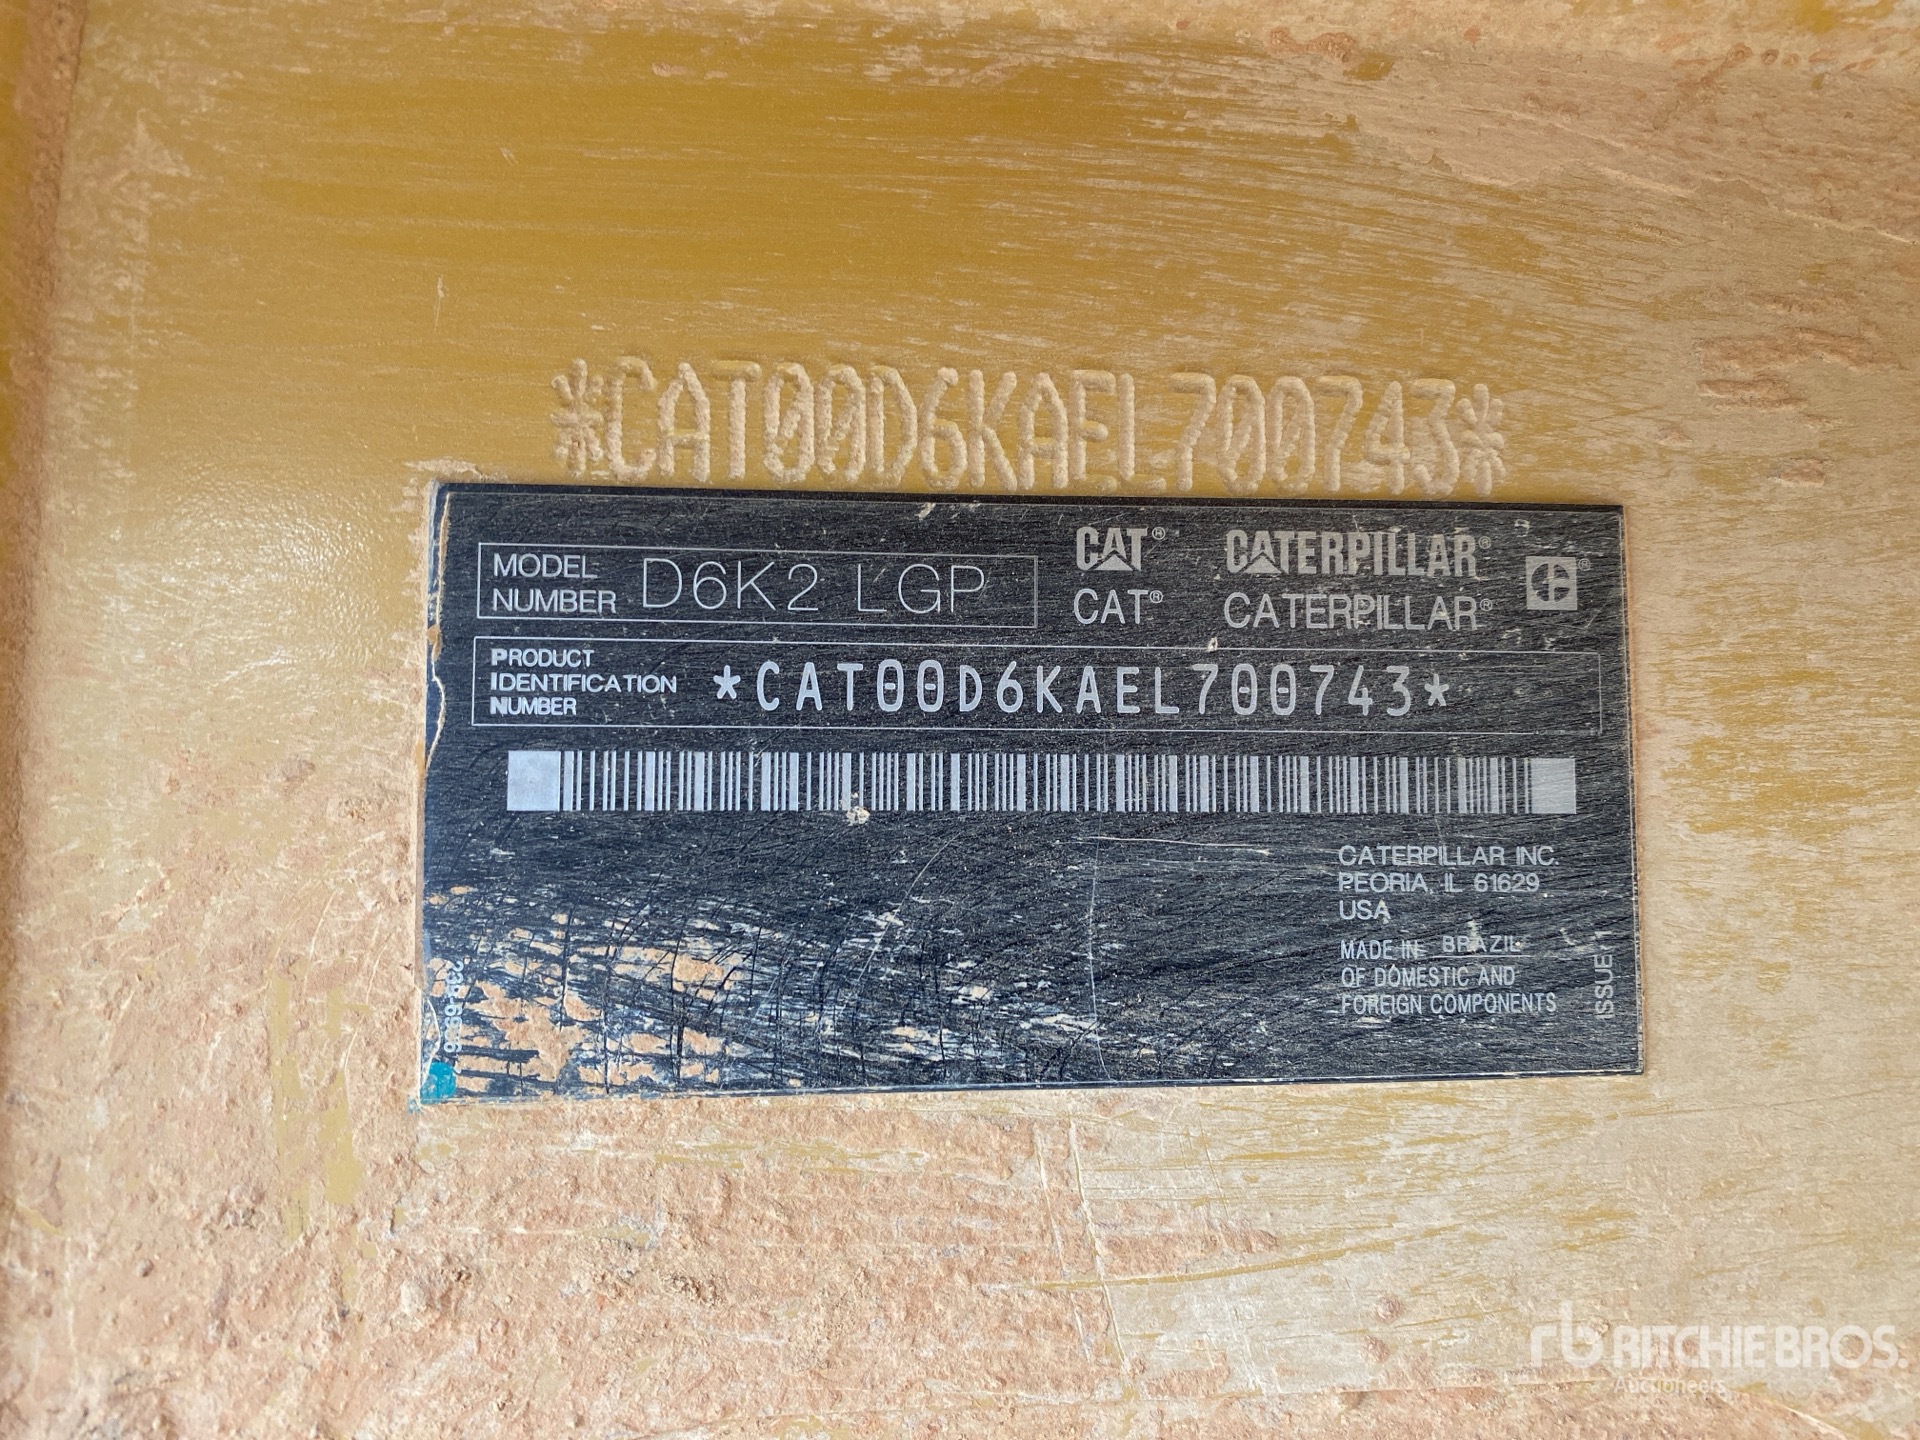 *CAT00D6KAEL700743*
MODEL NUMBER D6K2 LGP
CAT® CATERPILLAR®
CAT® CATERPILLAR®
PRODUCT IDENTIFICATION NUMBER *CAT00D6KAEL700743*
CATERPILLAR INC.
PEORIA, IL 61629
USA
MADE IN BRAZIL
OF DOMESTIC AND
FOREIGN COMPONENTS
ISSUE 1
rb RITCHIE BROS.
Auctioneers